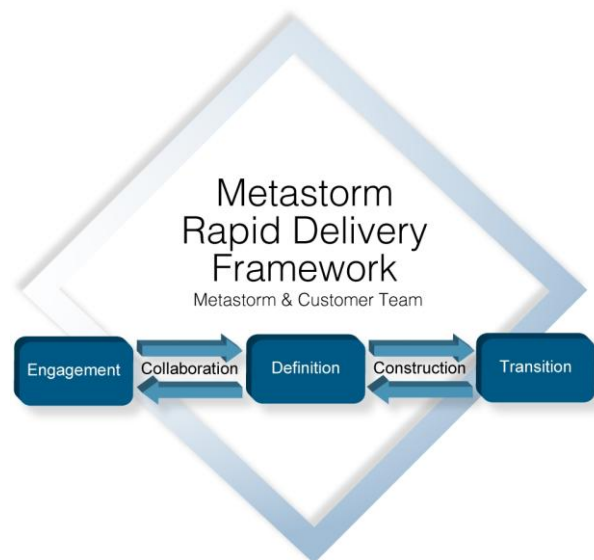 Metastorm
Rapid Delivery
Framework
Metastorm & Customer Team
Engagement Collaboration Definition Construction Transition